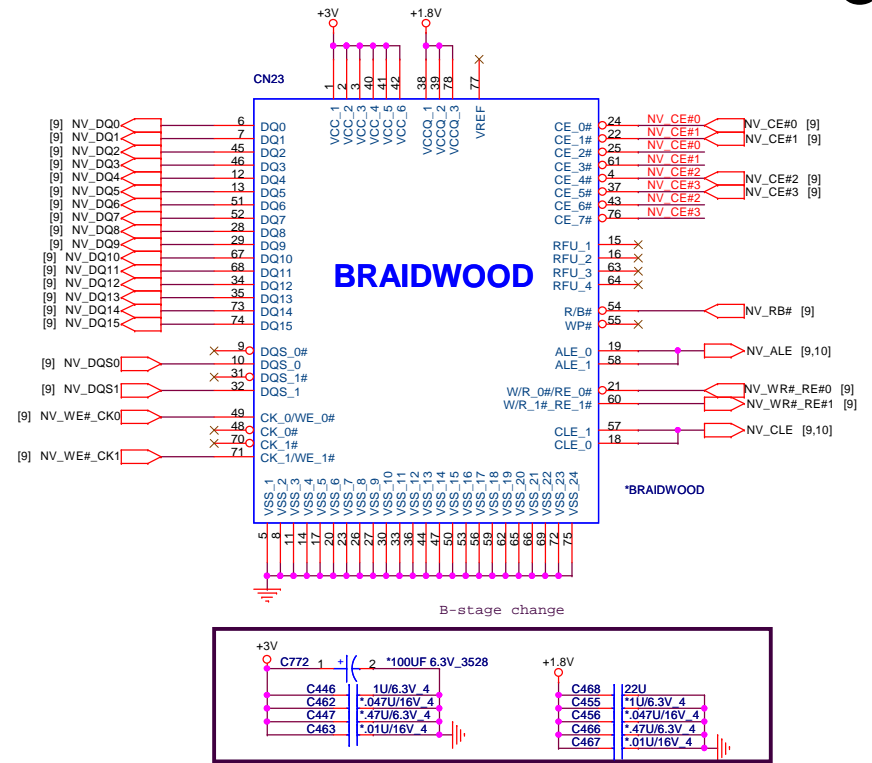 +3V
+1.8V
CN23
1 2 3 40 41 42 38 39 78 77
VCC_1 VCC_2 VCC_3 VCC_4 VCC_5 VCC_6 VCCQ_1 VCCQ_2 VCCQ_3 VREF
[9] NV_DQ0 6 DQ0
[9] NV_DQ1 7 DQ1
[9] NV_DQ2 45 DQ2
[9] NV_DQ3 46 DQ3
[9] NV_DQ4 12 DQ4
[9] NV_DQ5 13 DQ5
[9] NV_DQ6 51 DQ6
[9] NV_DQ7 52 DQ7
[9] NV_DQ8 28 DQ8
[9] NV_DQ9 29 DQ9
[9] NV_DQ10 67 DQ10
[9] NV_DQ11 68 DQ11
[9] NV_DQ12 34 DQ12
[9] NV_DQ13 35 DQ13
[9] NV_DQ14 73 DQ14
[9] NV_DQ15 74 DQ15
9 DQS_0#
[9] NV_DQS0 10 DQS_0
31 DQS_1#
[9] NV_DQS1 32 DQS_1
[9] NV_WE#_CK0 49 CK_0/WE_0#
48 CK_0#
70 CK_1#
[9] NV_WE#_CK1 71 CK_1/WE_1#
BRAIDWOOD
CE_0# 24 NV_CE#0 NV_CE#0 [9]
CE_1# 22 NV_CE#1 NV_CE#1 [9]
CE_2# 25 NV_CE#0
CE_3# 61 NV_CE#1
CE_4# 4 NV_CE#2 NV_CE#2 [9]
CE_5# 37 NV_CE#3 NV_CE#3 [9]
CE_6# 43 NV_CE#2
CE_7# 76 NV_CE#3
RFU_1 15
RFU_2 16
RFU_3 63
RFU_4 64
R/B# 54 NV_RB# [9]
WP# 55
ALE_0 19 NV_ALE [9,10]
ALE_1 58
W/R_0#/RE_0# 21 NV_WR#_RE#0 [9]
W/R_1#_RE_1# 60 NV_WR#_RE#1 [9]
CLE_1 57 NV_CLE [9,10]
CLE_0 18
*BRAIDWOOD
VSS_1 VSS_2 VSS_3 VSS_4 VSS_5 VSS_6 VSS_7 VSS_8 VSS_9 VSS_10 VSS_11 VSS_12 VSS_13 VSS_14 VSS_15 VSS_16 VSS_17 VSS_18 VSS_19 VSS_20 VSS_21 VSS_22 VSS_23 VSS_24
5 8 11 14 17 20 23 26 27 30 33 36 44 47 50 53 56 59 62 65 66 69 72 75
B-stage change
+3V
C772 1 + 2 *100UF 6.3V_3528
C446 1U/6.3V_4
C462 *.047U/16V_4
C447 *.47U/6.3V_4
C463 *.01U/16V_4
+1.8V
C468 22U
C455 *1U/6.3V_4
C456 *.047U/16V_4
C466 *.47U/6.3V_4
C467 *.01U/16V_4